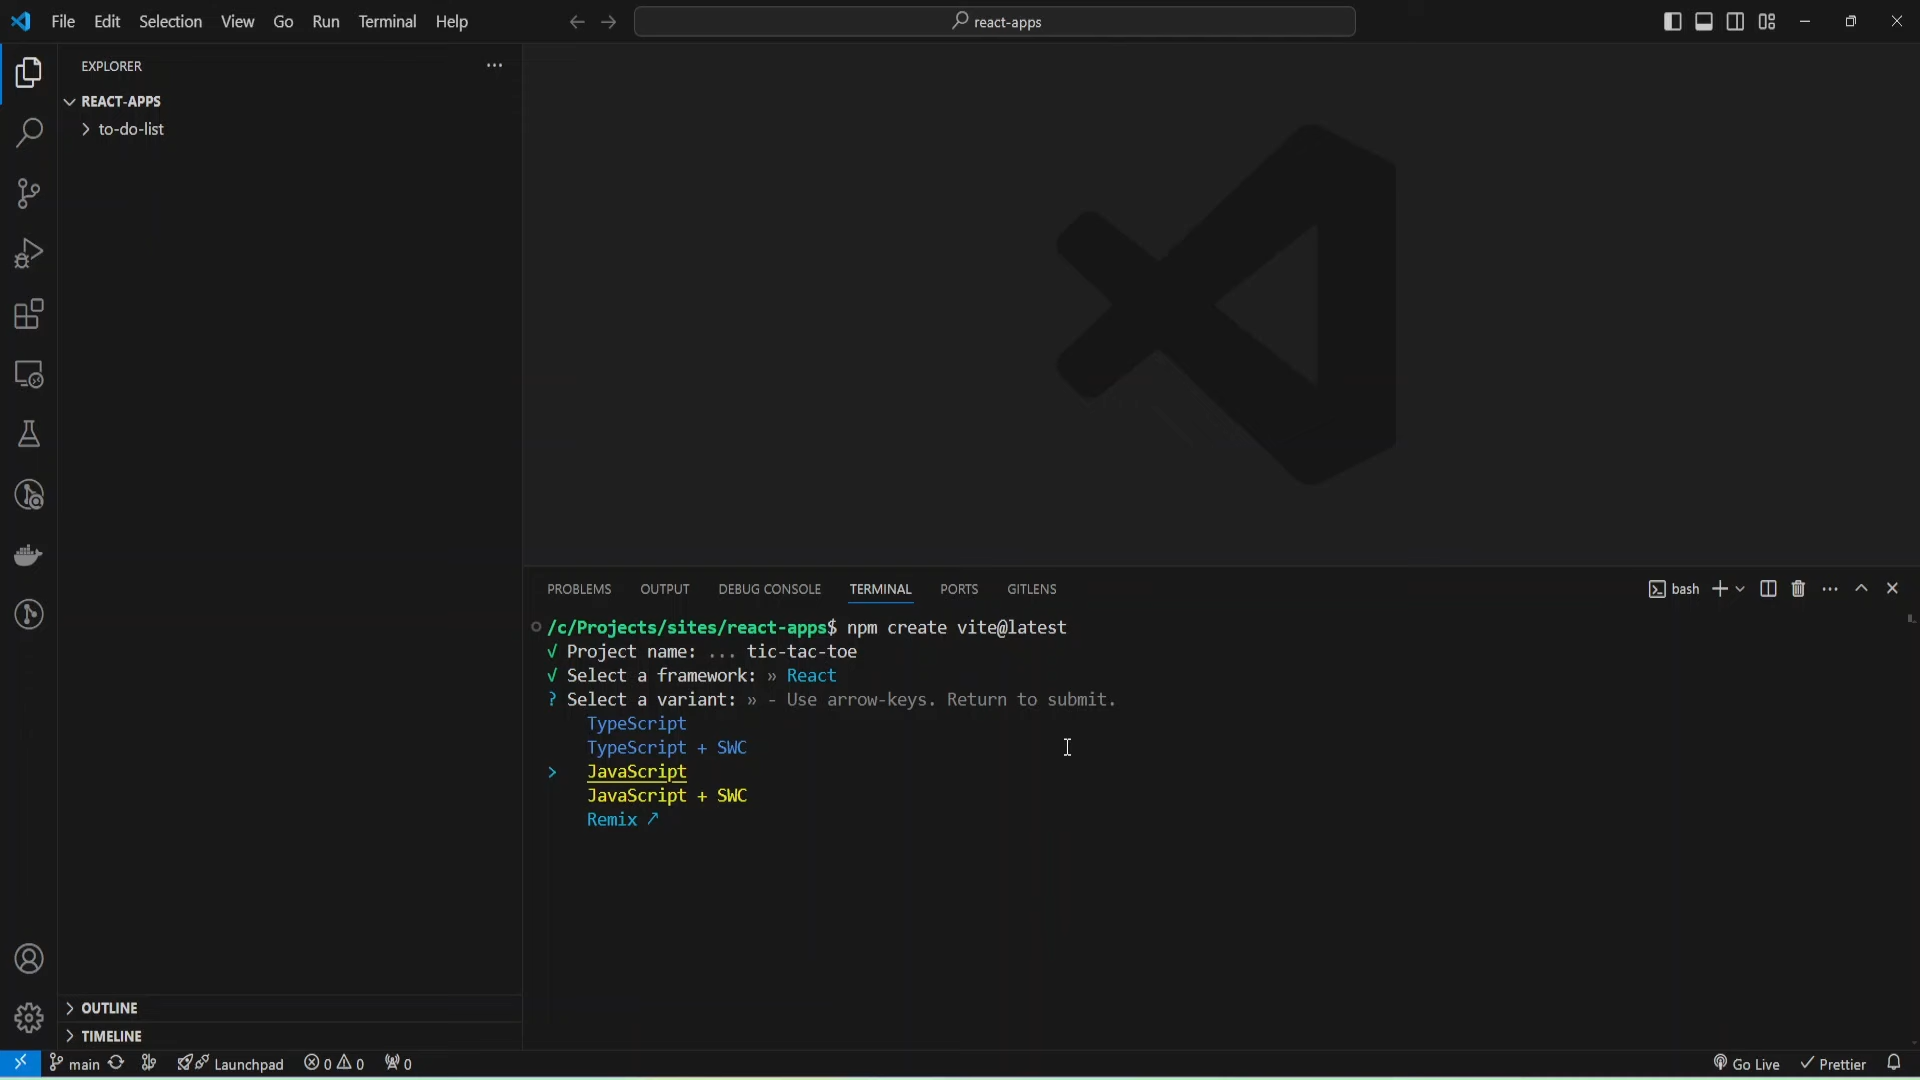 File Edit Selection View Go Run Terminal Help
react-apps
EXPLORER
REACT-APPS
to-do-list
PROBLEMS OUTPUT DEBUG CONSOLE TERMINAL PORTS GITLENS
bash
/c/Projects/sites/react-apps$ npm create vite@latest
√ Project name: ... tic-tac-toe
√ Select a framework: » React
? Select a variant: » - Use arrow-keys. Return to submit.
TypeScript
TypeScript + SWC
> JavaScript
JavaScript + SWC
Remix ↗
OUTLINE
TIMELINE
main Launchpad 0 0 0 Go Live Prettier